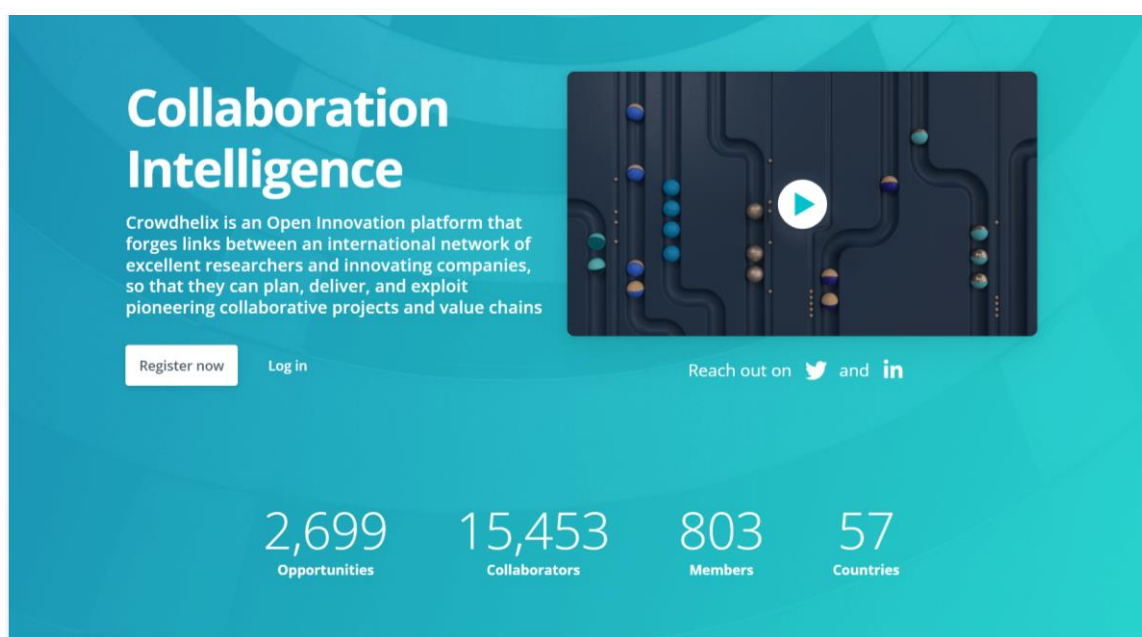 Collaboration
Intelligence
Crowdhelix is an Open Innovation platform that
forges links between an international network of
excellent researchers and innovating companies,
so that they can plan, deliver, and exploit
pioneering collaborative projects and value chains
Register now
Log in
Reach out on and in
2,699
15,453
803
57
Opportunities
Collaborators
Members
Countries